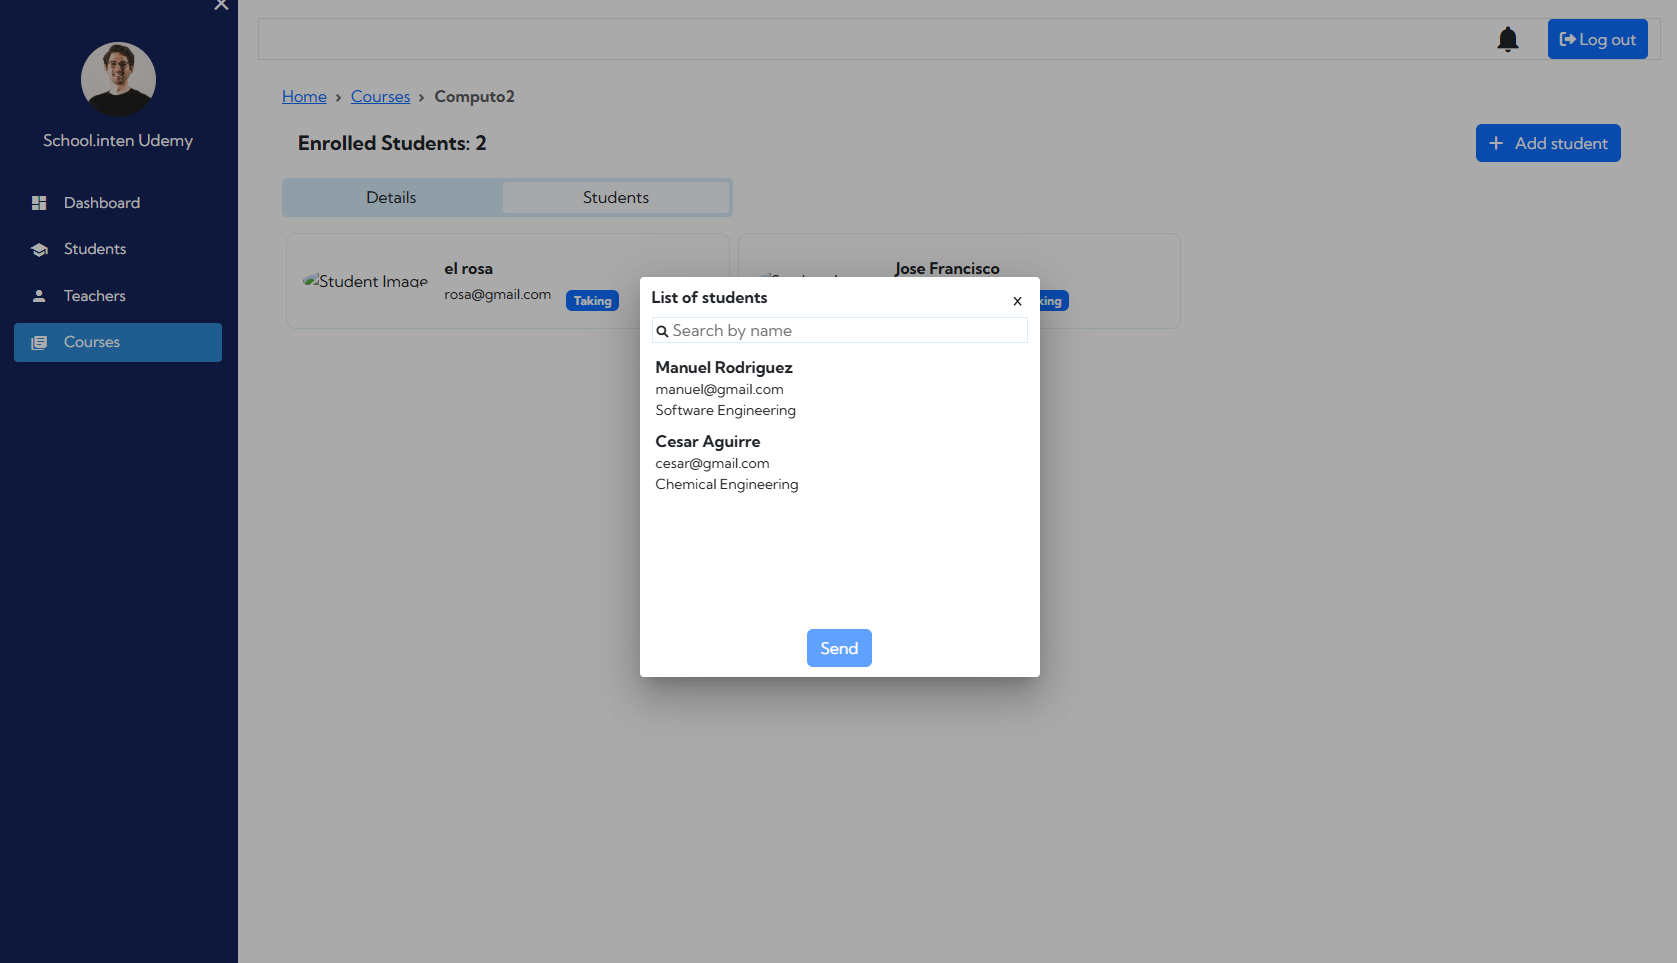 School.inten Udemy
Dashboard
Students
Teachers
Courses
Log out
Home › Courses › Computo2
Enrolled Students: 2
+ Add student
Details
Students
Student Image
el rosa
rosa@gmail.com
Taking
Jose Francisco
List of students
x
Search by name
Manuel Rodriguez
manuel@gmail.com
Software Engineering
Cesar Aguirre
cesar@gmail.com
Chemical Engineering
Send